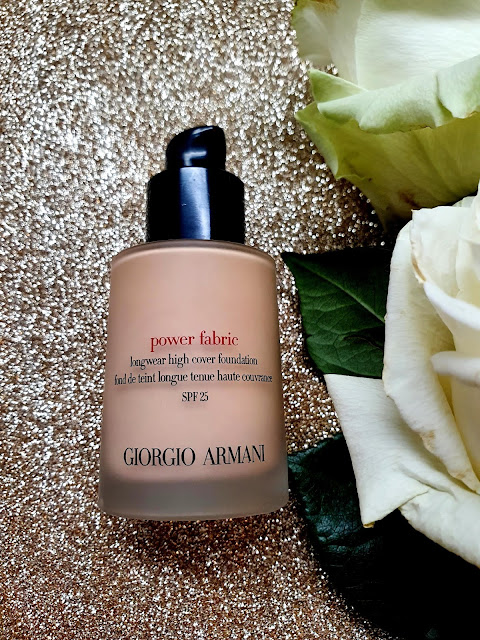 power fabric
longwear high cover foundation
fond de teint longue tenue haute couvrance
SPF 25
GIORGIO ARMANI